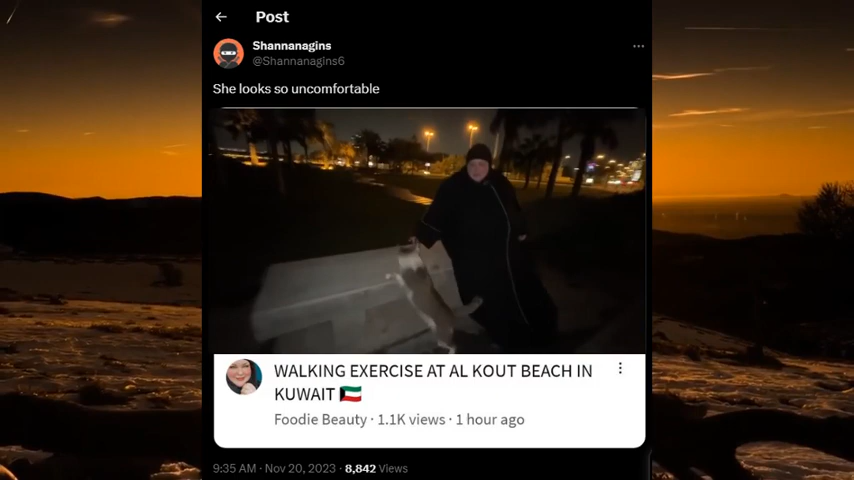 Post
Shannanagins
@Shannanagins6
She looks so uncomfortable
WALKING EXERCISE AT AL KOUT BEACH IN
KUWAIT 🇰🇼
Foodie Beauty · 1.1K views · 1 hour ago
9:35 AM · Nov 20, 2023 · 8,842 Views